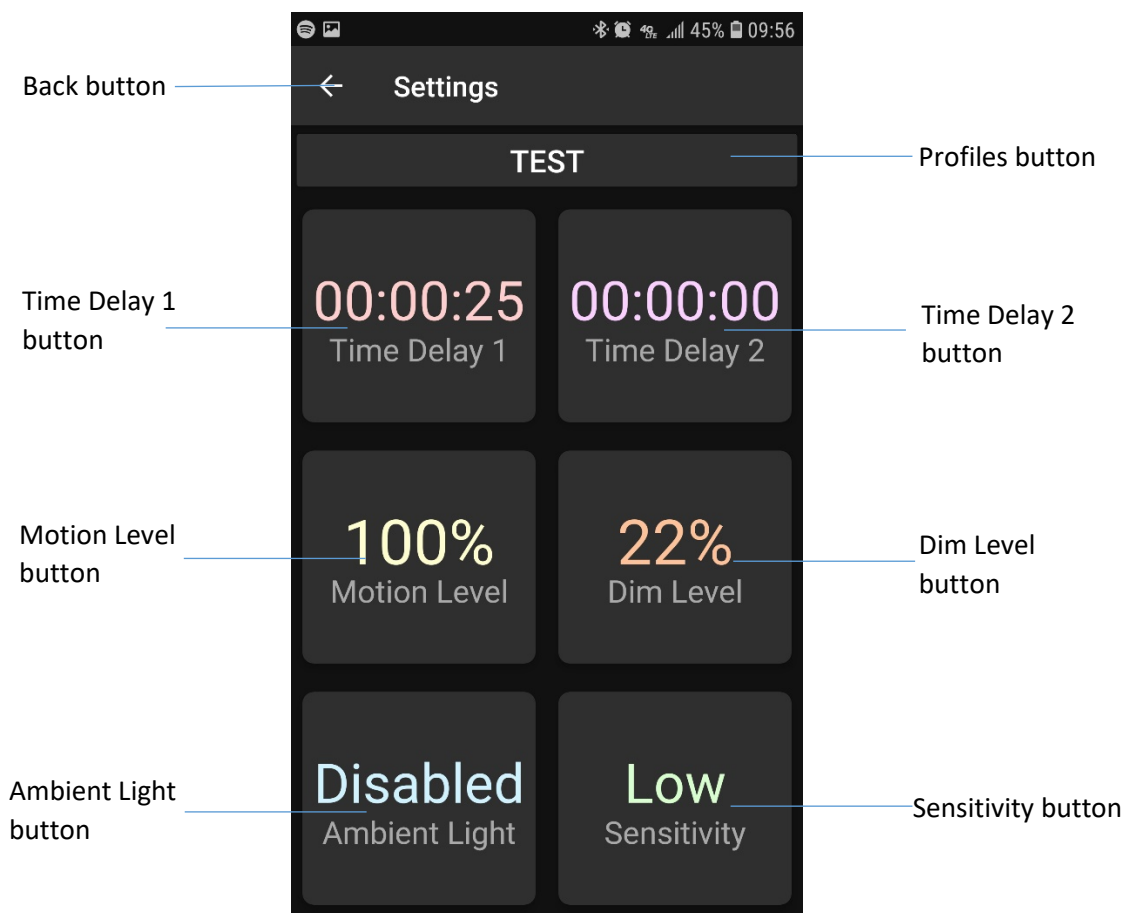 45% 09:56
Back button
Settings
TEST
Profiles button
00:00:25
Time Delay 1
00:00:00
Time Delay 2
Time Delay 1
button
Time Delay 2
button
100%
Motion Level
22%
Dim Level
Motion Level
button
Dim Level
button
Disabled
Ambient Light
Low
Sensitivity
Ambient Light
button
Sensitivity button